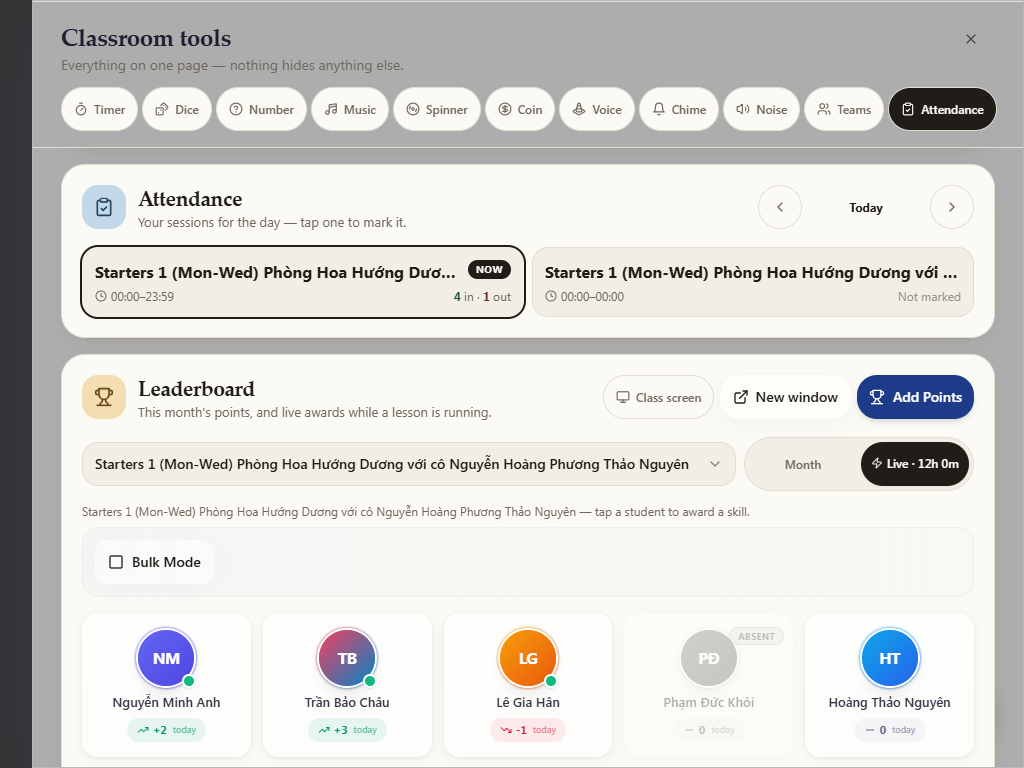 Classroom tools
Everything on one page — nothing hides anything else.
Timer
Dice
Number
Music
Spinner
Coin
Voice
Chime
Noise
Teams
Attendance
Attendance
Your sessions for the day — tap one to mark it.
Today
Starters 1 (Mon-Wed) Phòng Hoa Hướng Dươ...
NOW
00:00–23:59
4 in · 1 out
Starters 1 (Mon-Wed) Phòng Hoa Hướng Dương với ...
00:00–00:00
Not marked
Leaderboard
This month's points, and live awards while a lesson is running.
Class screen
New window
Add Points
Starters 1 (Mon-Wed) Phòng Hoa Hướng Dương với cô Nguyễn Hoàng Phương Thảo Nguyên
Month
Live · 12h 0m
Starters 1 (Mon-Wed) Phòng Hoa Hướng Dương với cô Nguyễn Hoàng Phương Thảo Nguyên — tap a student to award a skill.
Bulk Mode
NM
Nguyễn Minh Anh
+2 today
TB
Trần Bảo Châu
+3 today
LG
Lê Gia Hân
-1 today
PĐ
ABSENT
Phạm Đức Khôi
0 today
HT
Hoàng Thảo Nguyên
0 today